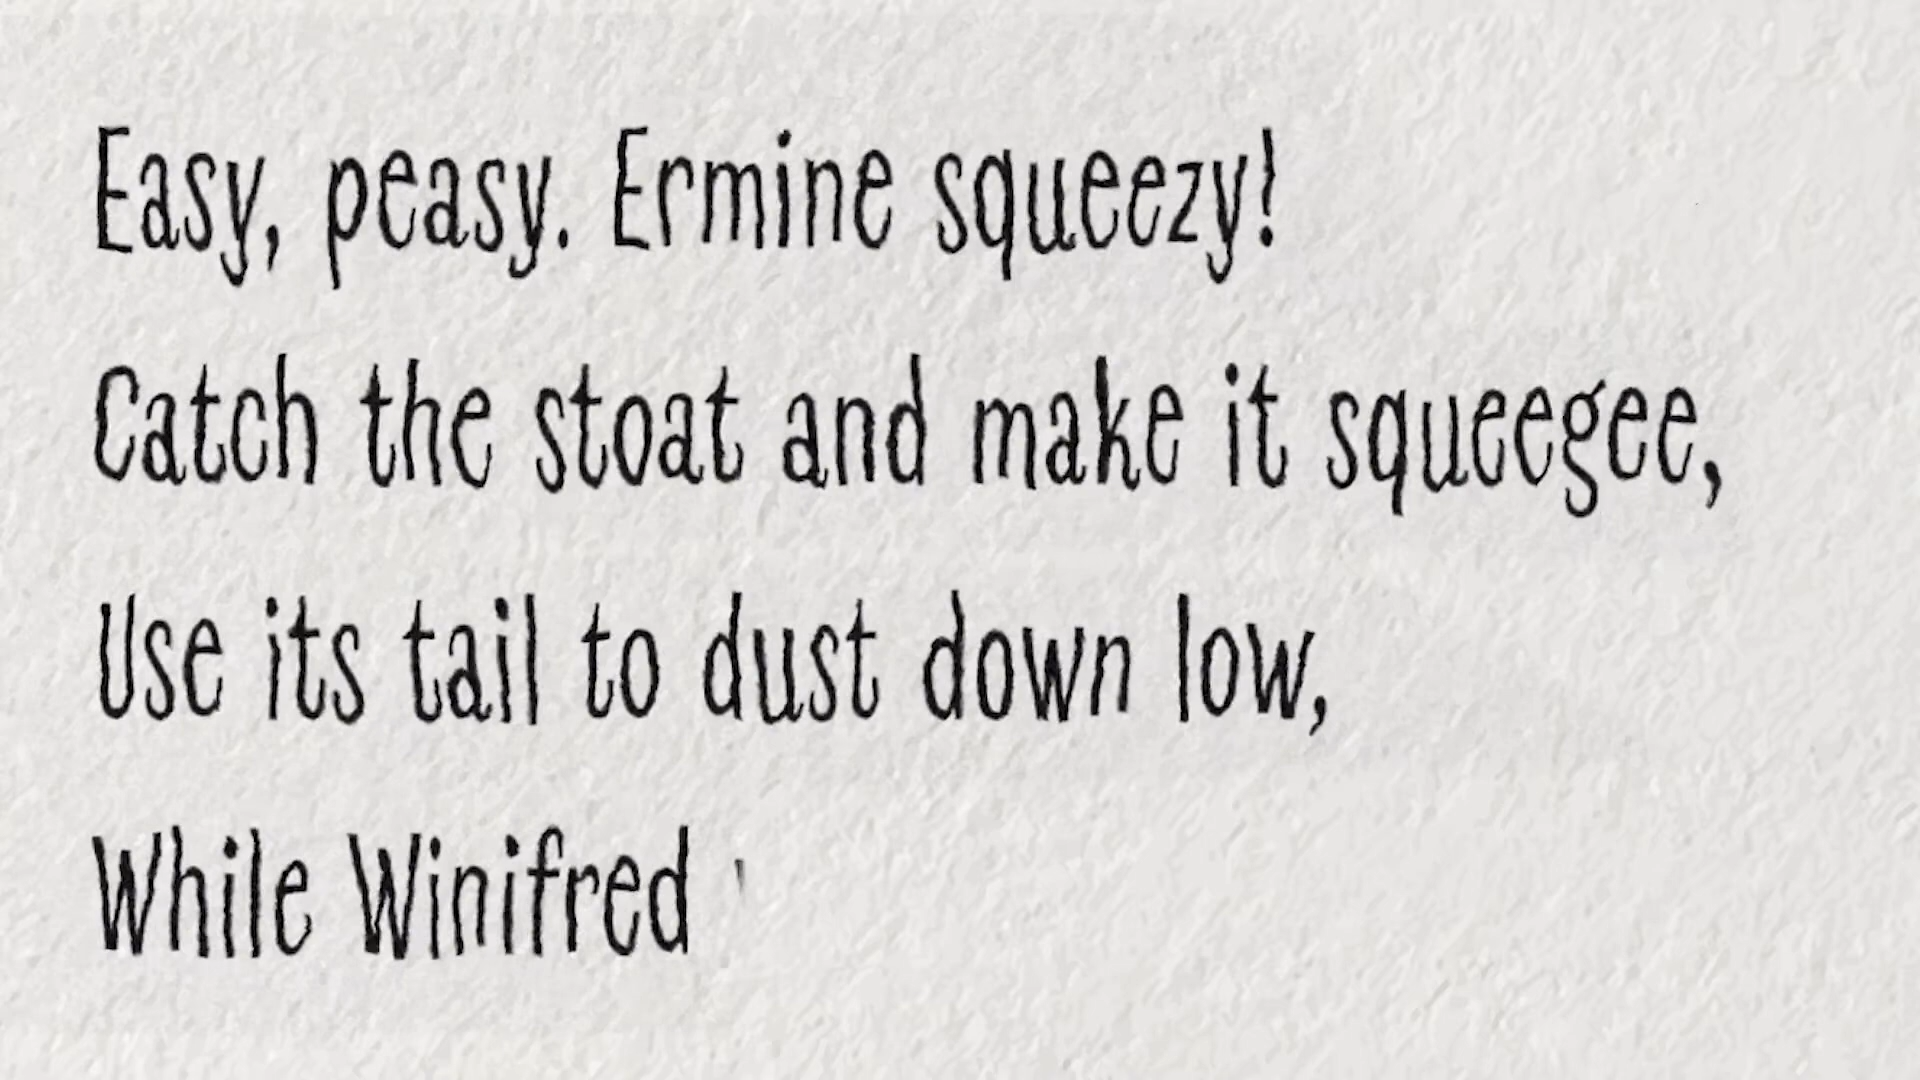 Easy, peasy. Ermine squeezy!
Catch the stoat and make it squeegee,
Use its tail to dust down low,
While Winifred